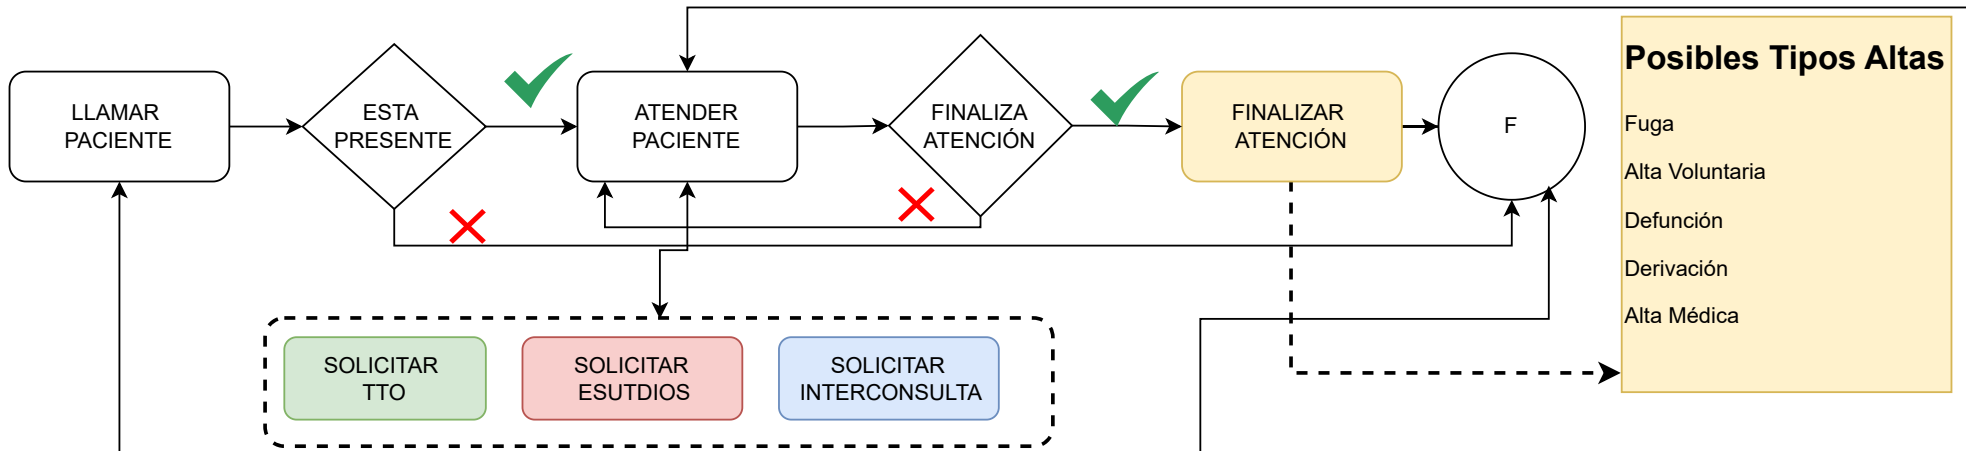 LLAMAR
PACIENTE
ESTA
PRESENTE
ATENDER
PACIENTE
FINALIZA
ATENCIÓN
FINALIZAR
ATENCIÓN
F
Posibles Tipos Altas
Fuga
Alta Voluntaria
Defunción
Derivación
Alta Médica
SOLICITAR
TTO
SOLICITAR
ESUTDIOS
SOLICITAR
INTERCONSULTA